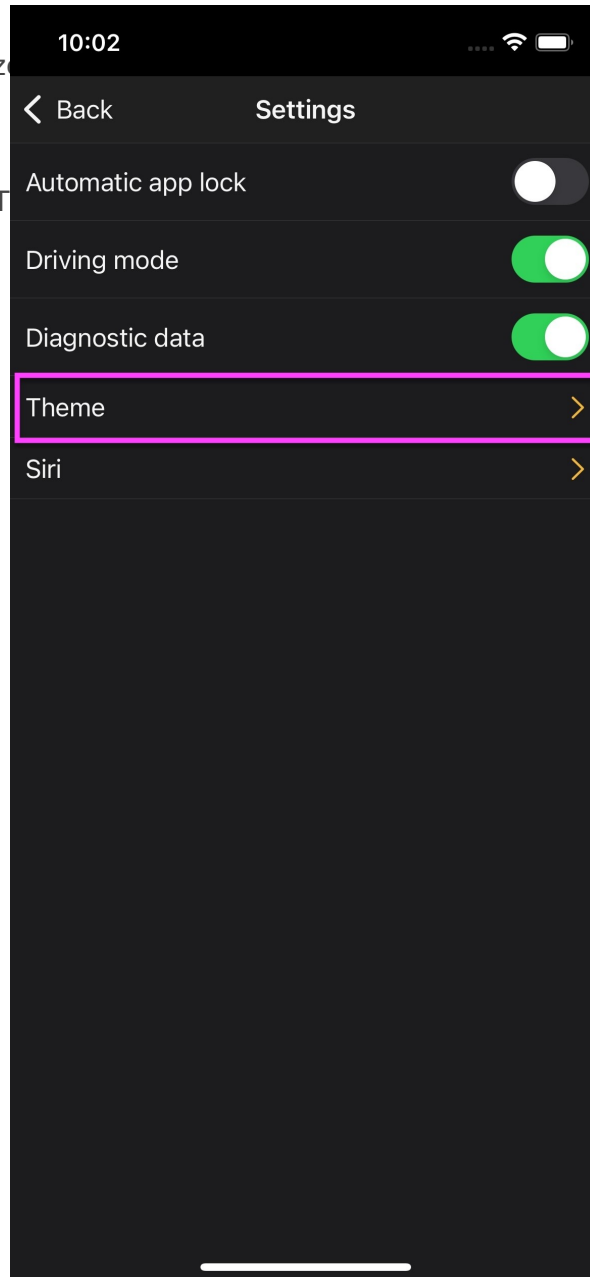 10:02
Back Settings
Automatic app lock
Driving mode
Diagnostic data
Theme
Siri